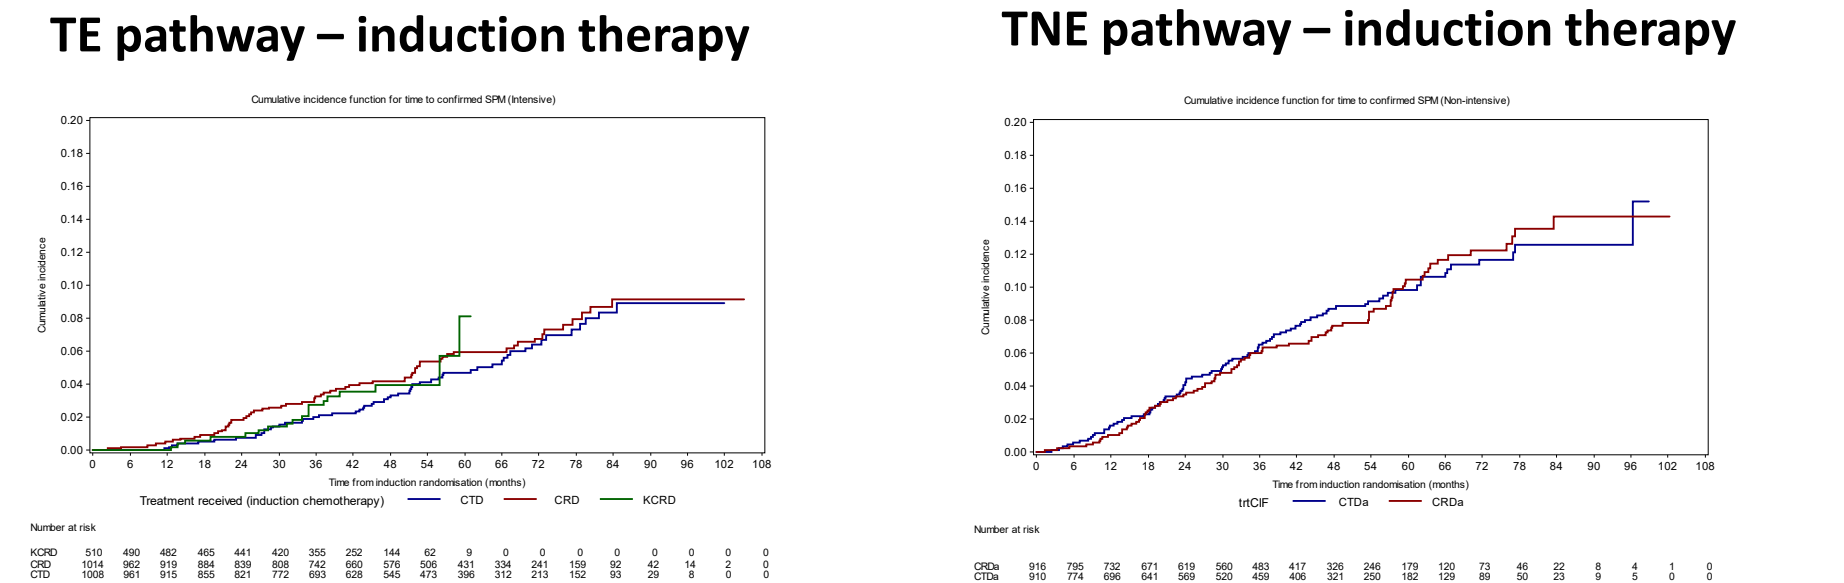 TE pathway – induction therapy
Cumulative incidence function for time to confirmed SPM (Intensive)
0.20
0.18
0.16
0.14
0.12
0.10
0.08
0.06
0.04
0.02
0.00
Cumulative incidence
0 6 12 18 24 30 36 42 48 54 60 66 72 78 84 90 96 102 108
Time from induction randomisation (months)
Treatment received (induction chemotherapy) CTD CRD KCRD
Number at risk
KCRD 510 490 482 465 441 420 355 252 144 62 9 0 0 0 0 0 0 0 0
CRD 1014 962 919 884 839 808 742 660 576 506 431 334 241 159 92 42 14 2 0
CTD 1008 961 915 855 821 772 693 628 545 473 396 312 213 152 93 29 8 0 0
TNE pathway – induction therapy
Cumulative incidence function for time to confirmed SPM (Non-intensive)
0.20
0.18
0.16
0.14
0.12
0.10
0.08
0.06
0.04
0.02
0.00
Cumulative incidence
0 6 12 18 24 30 36 42 48 54 60 66 72 78 84 90 96 102 108
Time from induction randomisation (months)
trtCIF CTDa CRDa
Number at risk
CRDa 916 795 732 671 619 560 483 417 326 246 179 120 73 46 22 8 4 1 0
CTDa 910 774 696 641 569 520 459 406 321 250 182 129 89 50 23 9 5 0 0